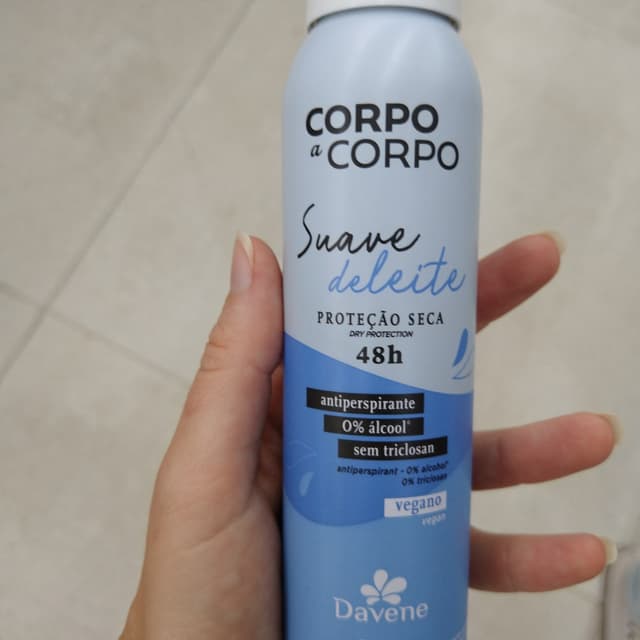 CORPO
a CORPO
Suave
deleite
PROTEÇÃO SECA
DRY PROTECTION
48h
antiperspirante
0% álcool*
sem triclosan
antiperspirant - 0% alcohol*
0% triclosan
vegano
vegan
Davene